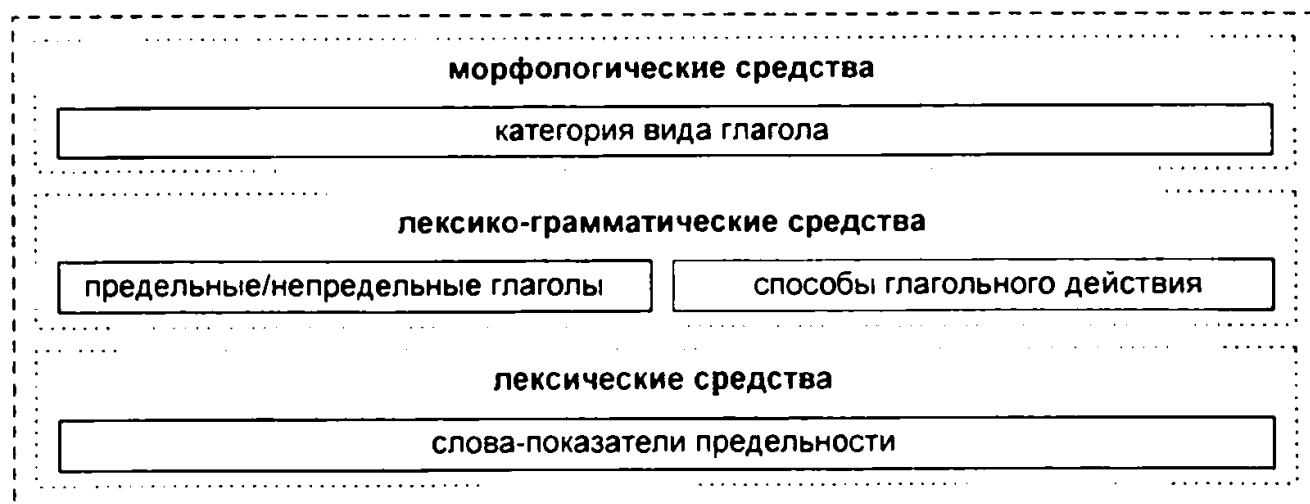 морфологические средства
категория вида глагола
лексико-грамматические средства
предельные/непредельные глаголы
способы глагольного действия
лексические средства
слова-показатели предельности